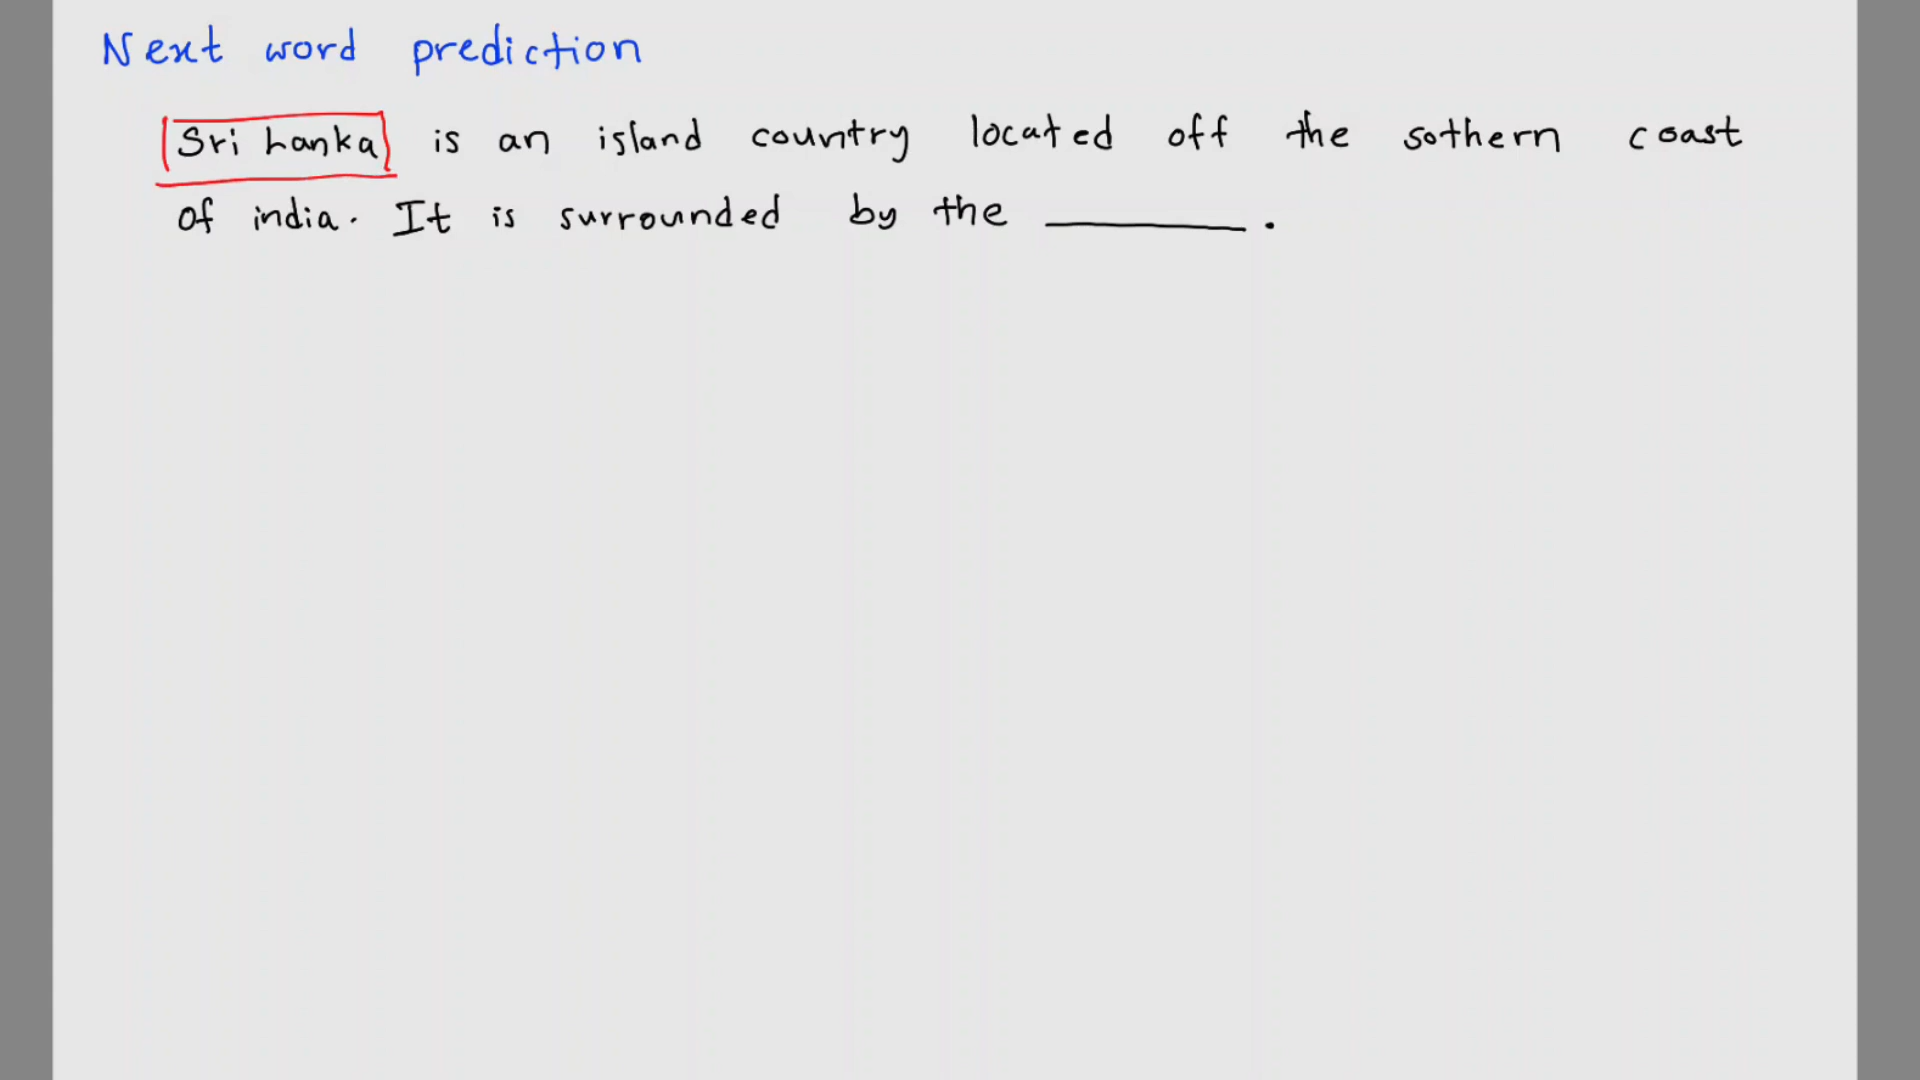 Next word prediction
Sri Lanka is an island country located off the sothern coast
of india. It is surrounded by the ________.